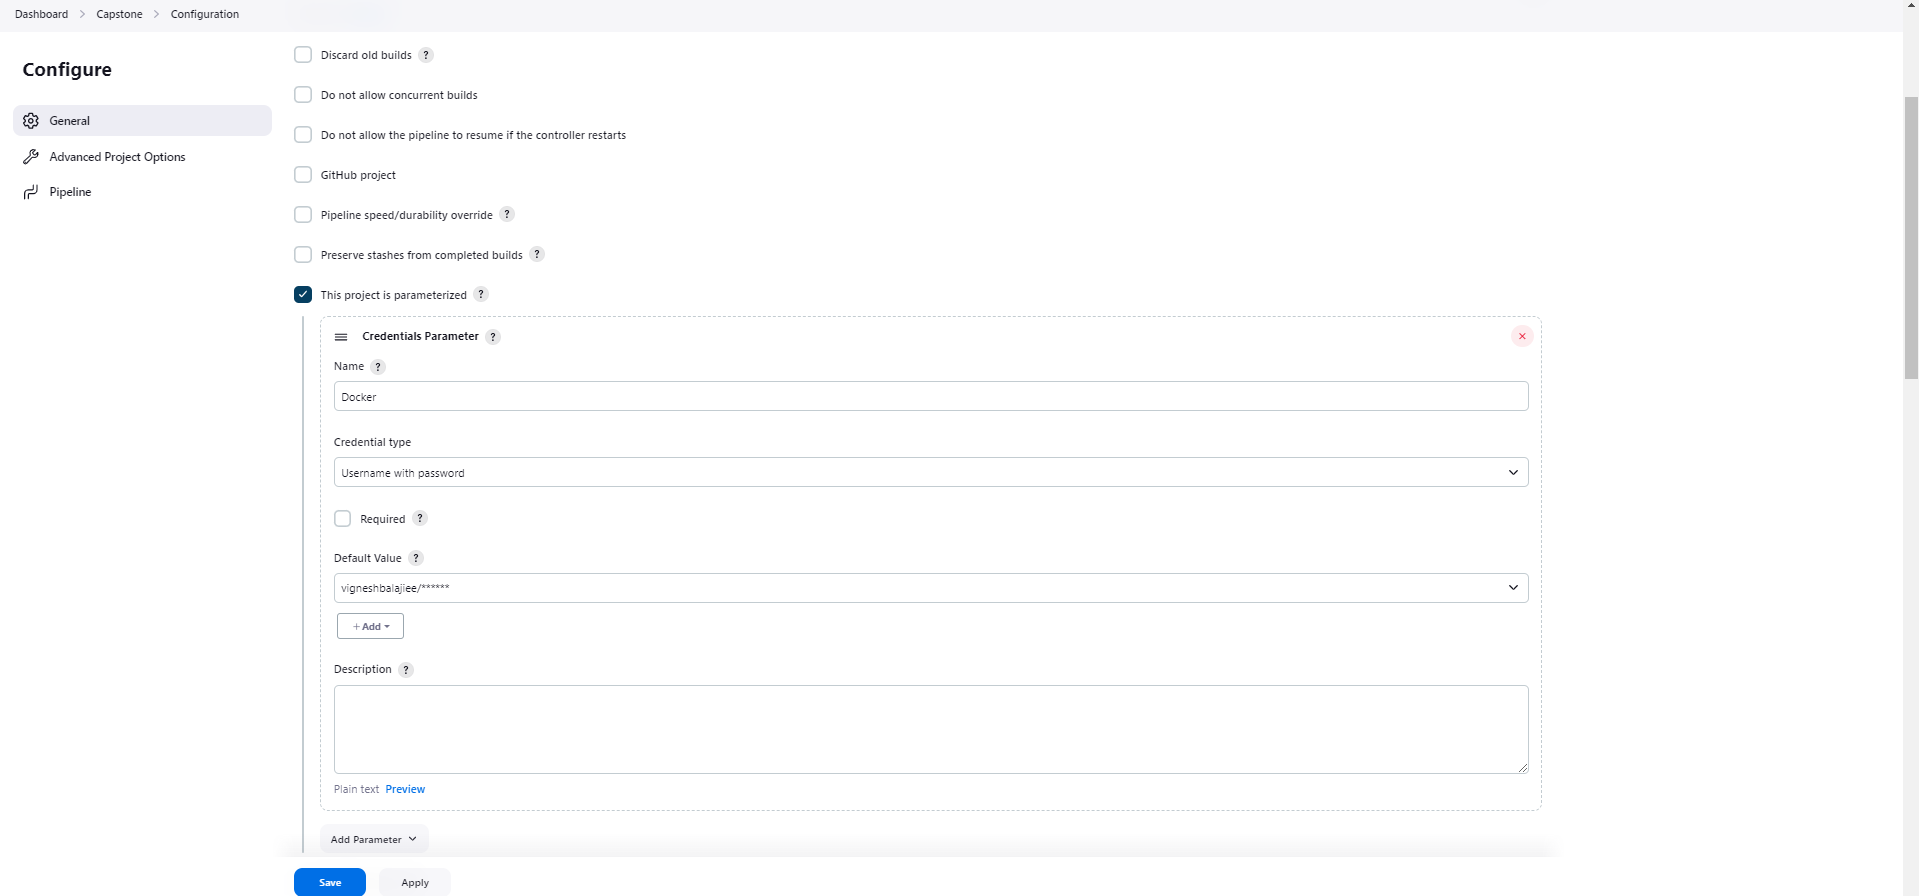 Dashboard > Capstone > Configuration
Configure
General
Advanced Project Options
Pipeline
Discard old builds ?
Do not allow concurrent builds
Do not allow the pipeline to resume if the controller restarts
GitHub project
Pipeline speed/durability override ?
Preserve stashes from completed builds ?
This project is parameterized ?
Credentials Parameter ?
Name ?
Docker
Credential type
Username with password
Required ?
Default Value ?
vigneshbalajiee/******
+ Add
Description ?
Plain text Preview
Add Parameter
Save Apply